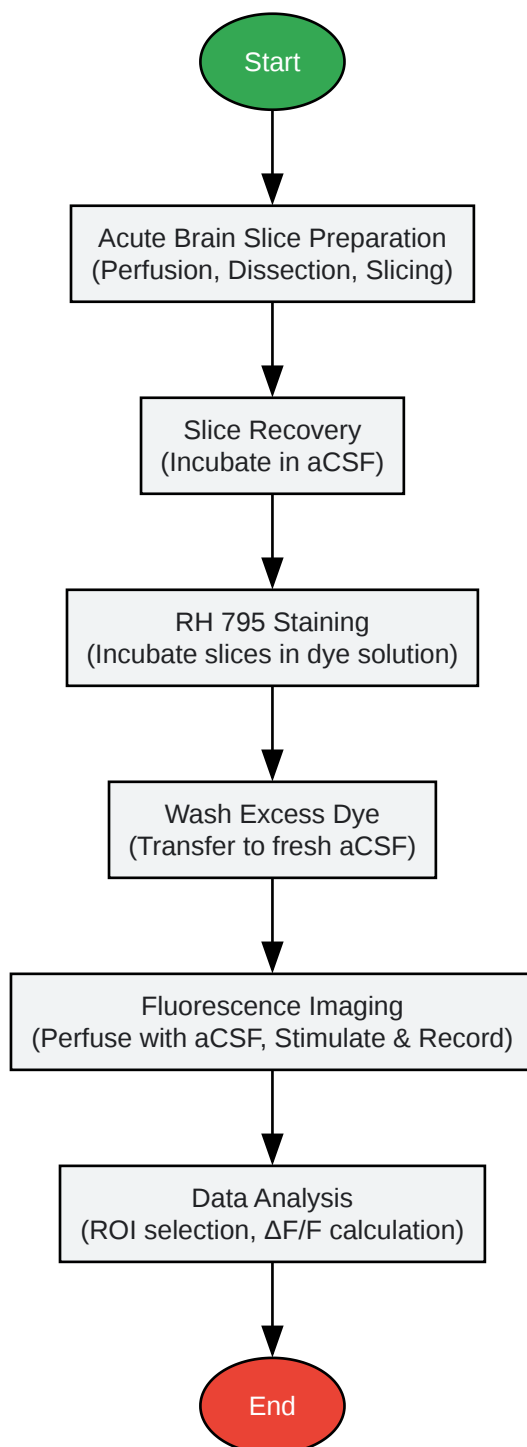 Start
Acute Brain Slice Preparation
(Perfusion, Dissection, Slicing)
Slice Recovery
(Incubate in aCSF)
RH 795 Staining
(Incubate slices in dye solution)
Wash Excess Dye
(Transfer to fresh aCSF)
Fluorescence Imaging
(Perfuse with aCSF, Stimulate & Record)
Data Analysis
(ROI selection, ΔF/F calculation)
End